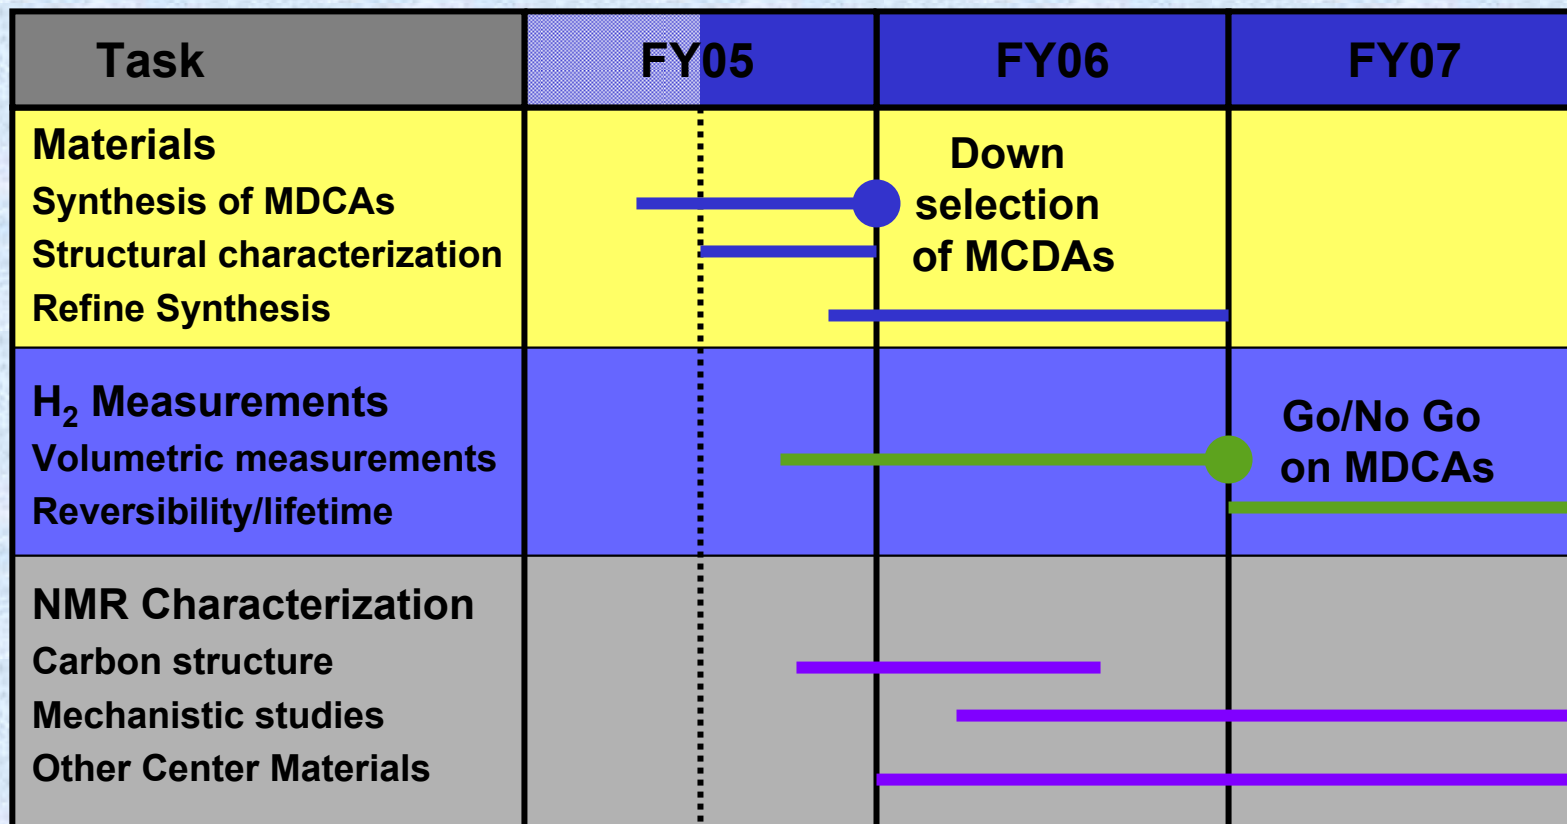 Task
FY05
FY06
FY07
Materials
Synthesis of MDCAs
Structural characterization
Refine Synthesis
Down
selection
of MCDAs
H₂ Measurements
Volumetric measurements
Reversibility/lifetime
Go/No Go
on MDCAs
NMR Characterization
Carbon structure
Mechanistic studies
Other Center Materials